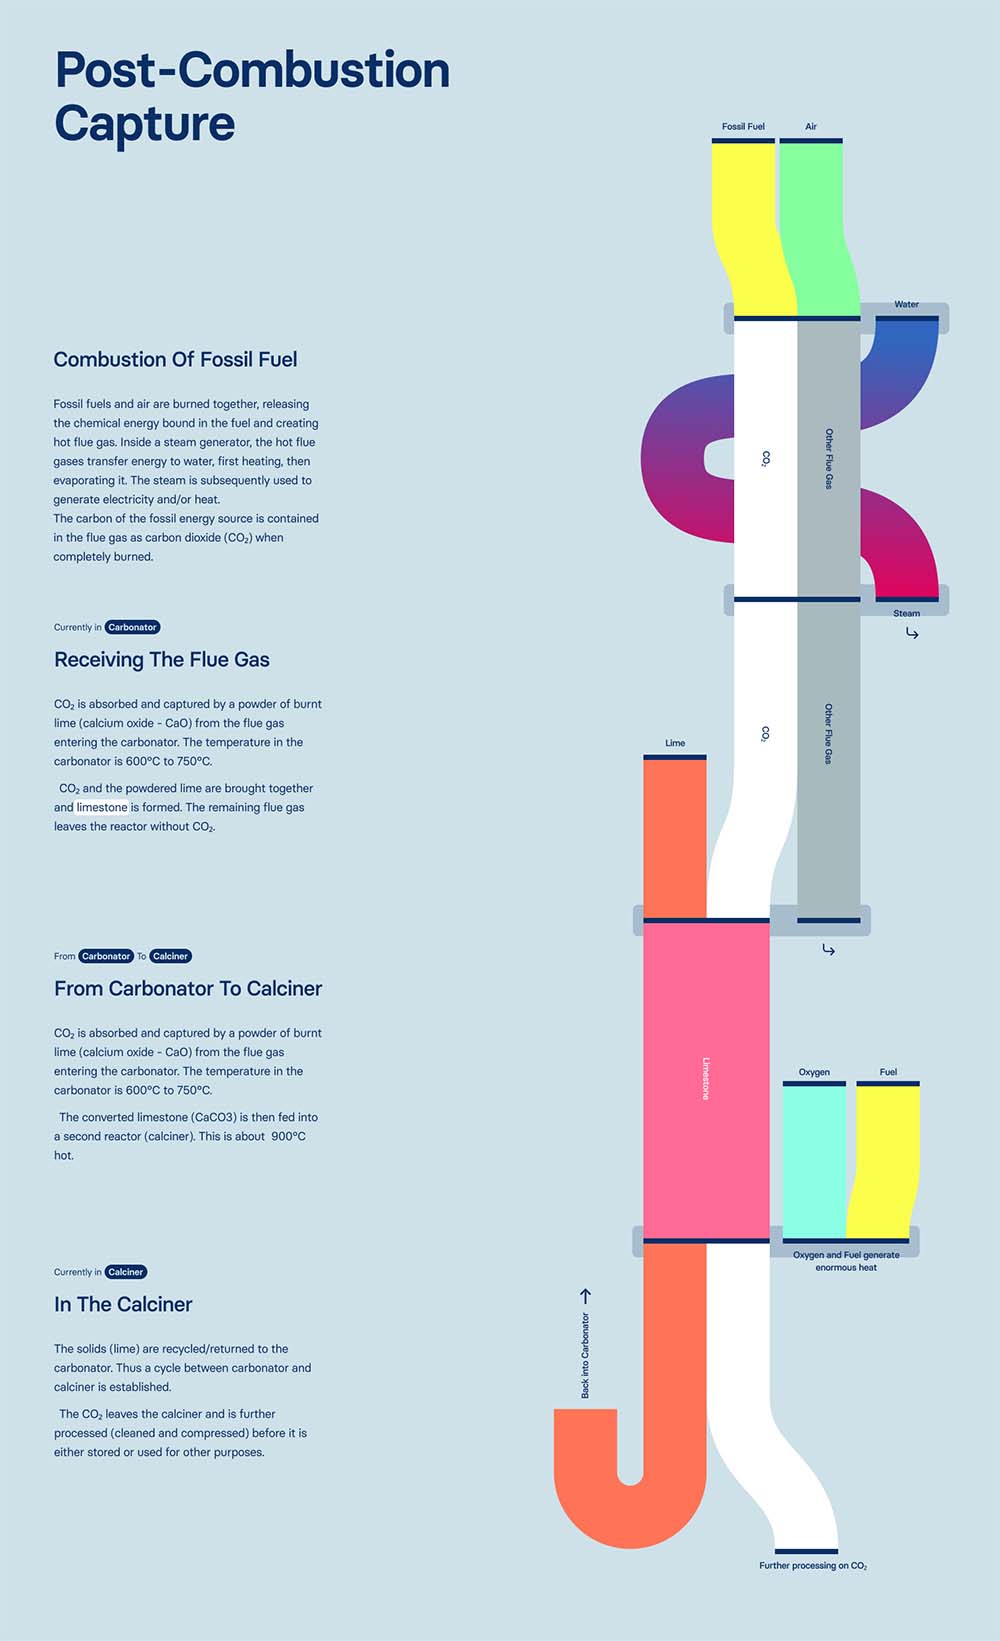 Post-Combustion
Capture
Fossil Fuel
Air
Water
Combustion Of Fossil Fuel
Fossil fuels and air are burned together, releasing
the chemical energy bound in the fuel and creating
hot flue gas. Inside a steam generator, the hot flue
gases transfer energy to water, first heating, then
evaporating it. The steam is subsequently used to
generate electricity and/or heat.
The carbon of the fossil energy source is contained
in the flue gas as carbon dioxide (CO₂) when
completely burned.
CO₂
Other Flue Gas
Steam
Currently in Carbonator
Receiving The Flue Gas
CO₂ is absorbed and captured by a powder of burnt
lime (calcium oxide - CaO) from the flue gas
entering the carbonator. The temperature in the
carbonator is 600°C to 750°C.
CO₂ and the powdered lime are brought together
and limestone is formed. The remaining flue gas
leaves the reactor without CO₂.
CO₂
Other Flue Gas
Lime
From Carbonator To Calciner
From Carbonator To Calciner
CO₂ is absorbed and captured by a powder of burnt
lime (calcium oxide - CaO) from the flue gas
entering the carbonator. The temperature in the
carbonator is 600°C to 750°C.
The converted limestone (CaCO3) is then fed into
a second reactor (calciner). This is about 900°C
hot.
Limestone
Oxygen
Fuel
Oxygen and Fuel generate
enormous heat
Currently in Calciner
In The Calciner
The solids (lime) are recycled/returned to the
carbonator. Thus a cycle between carbonator and
calciner is established.
The CO₂ leaves the calciner and is further
processed (cleaned and compressed) before it is
either stored or used for other purposes.
Back into Carbonator
Further processing on CO₂